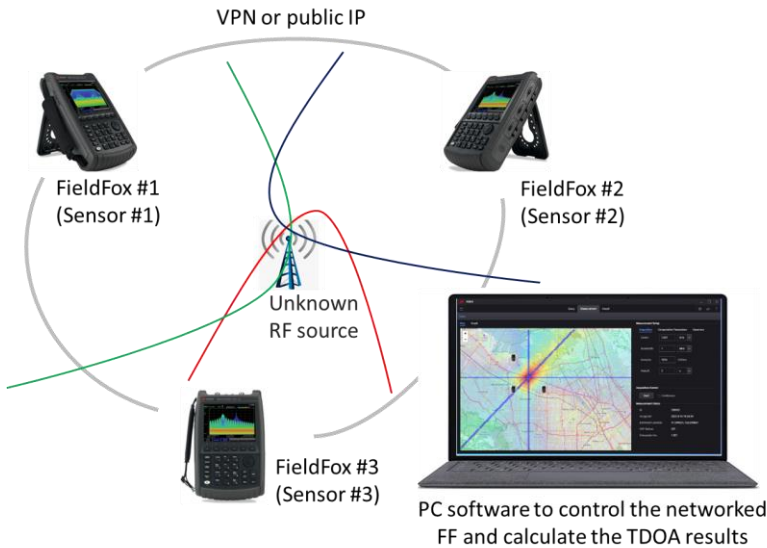 VPN or public IP
FieldFox #1
(Sensor #1)
FieldFox #2
(Sensor #2)
Unknown
RF source
FieldFox #3
(Sensor #3)
PC software to control the networked
FF and calculate the TDOA results